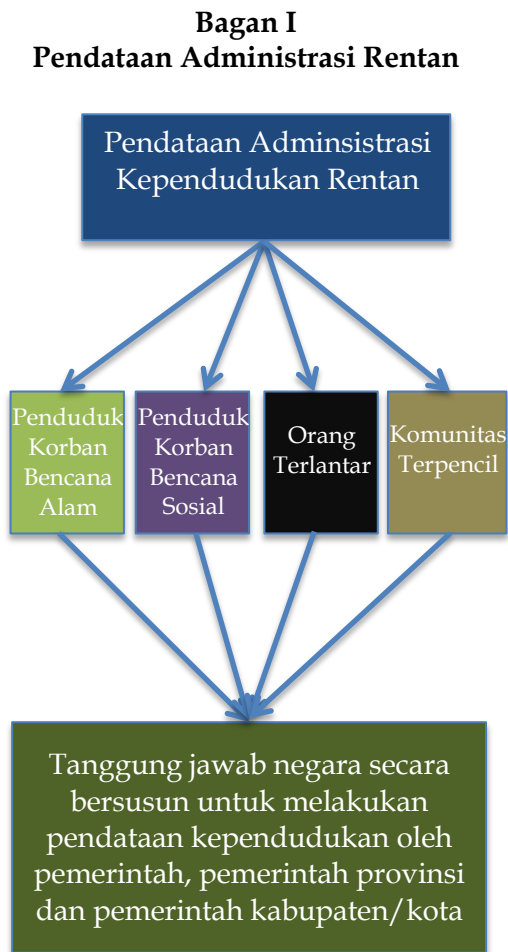 Bagan I
Pendataan Administrasi Rentan
Pendataan Adminsistrasi
Kependudukan Rentan
Penduduk
Korban
Bencana
Alam
Penduduk
Korban
Bencana
Sosial
Orang
Terlantar
Komunitas
Terpencil
Tanggung jawab negara secara
bersusun untuk melakukan
pendataan kependudukan oleh
pemerintah, pemerintah provinsi
dan pemerintah kabupaten/kota